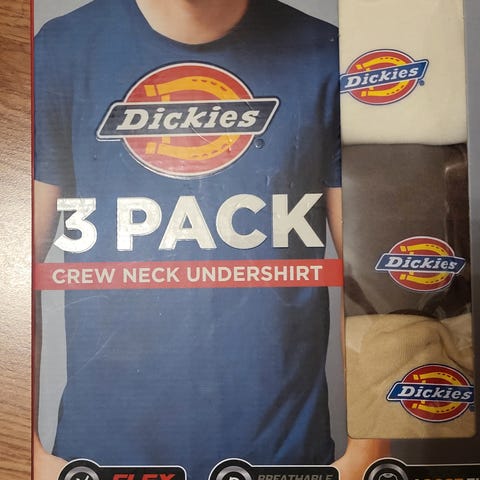 Dickies
®
3 PACK
CREW NECK UNDERSHIRT
Dickies
®
Dickies
®
Dickies
®
FLEX
BREATHABLE